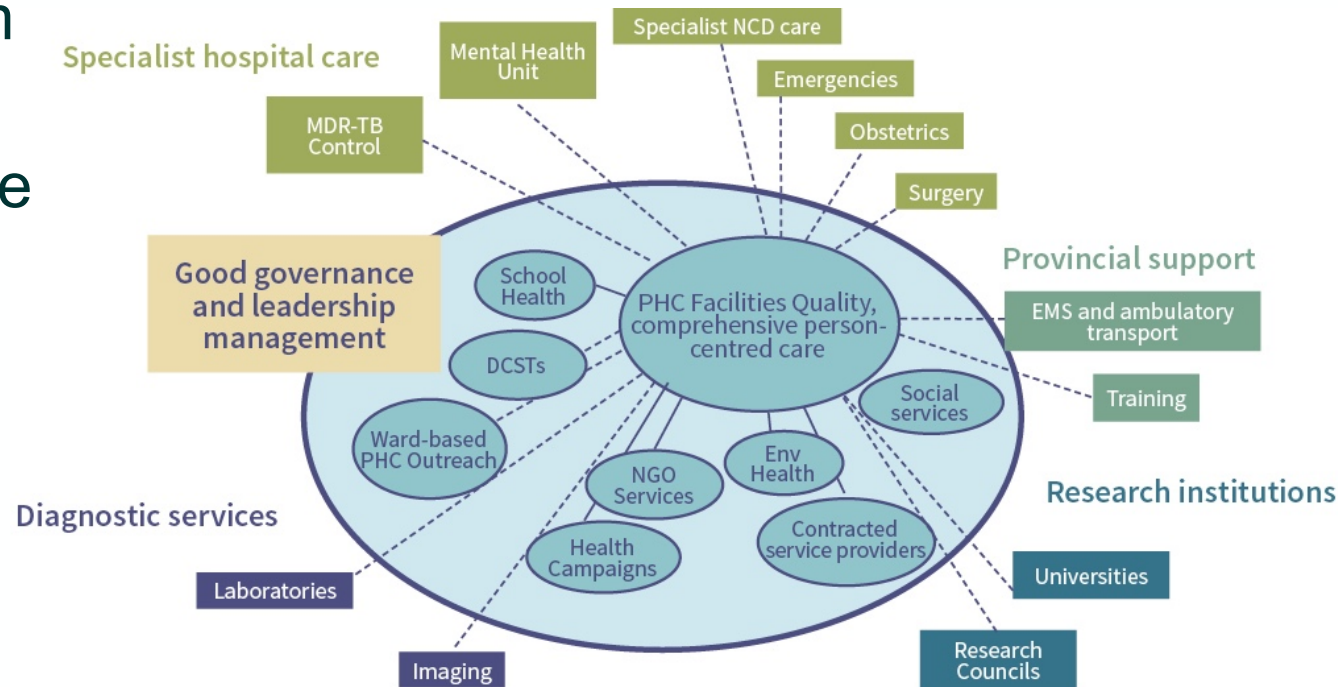 n
e
Specialist hospital care
Mental Health
Unit
Specialist NCD care
Emergencies
MDR-TB
Control
Obstetrics
Surgery
Good governance
and leadership
management
School
Health
PHC Facilities Quality,
comprehensive person-
centred care
Provincial support
EMS and ambulatory
transport
DCSTs
Training
Social
services
Ward-based
PHC Outreach
NGO
Services
Env
Health
Research institutions
Diagnostic services
Health
Campaigns
Contracted
service providers
Laboratories
Universities
Imaging
Research
Councils